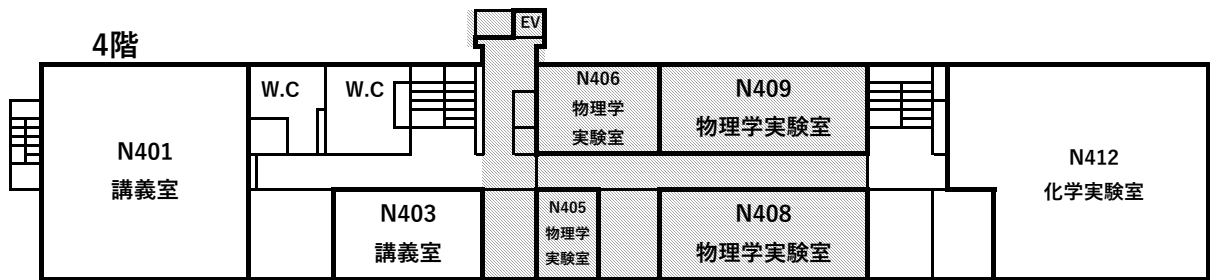 EV
4階
W.C
W.C
N406
物理学
実験室
N409
物理学実験室
N401
講義室
N412
化学実験室
N403
講義室
N405
物理学
実験室
N408
物理学実験室